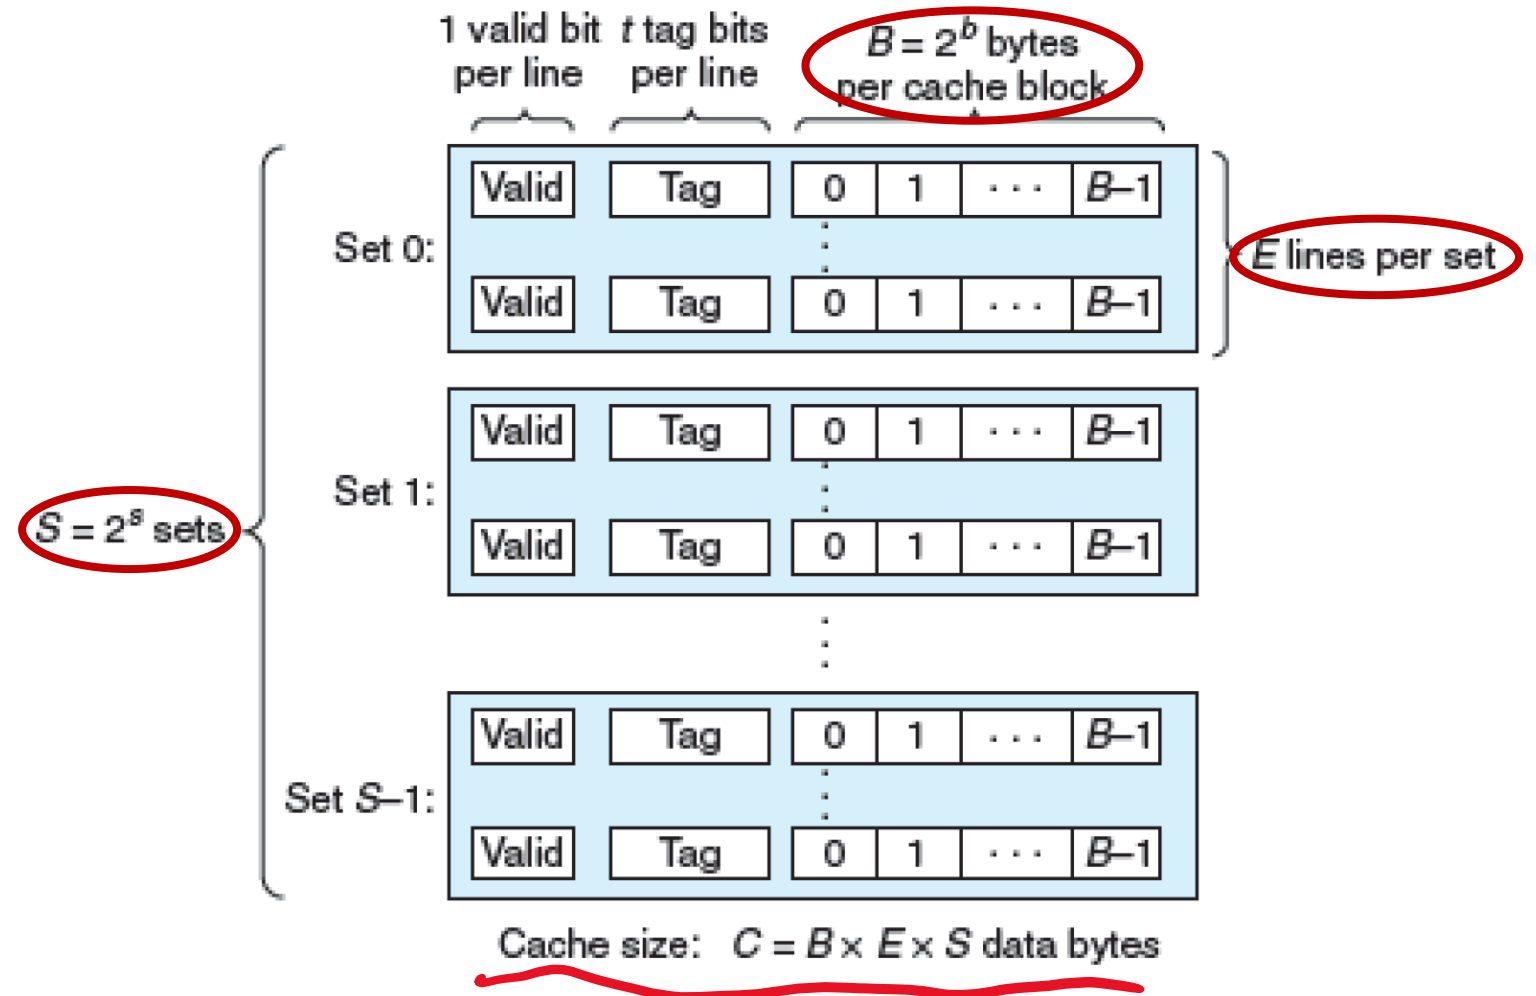 1 valid bit per line
t tag bits per line
B = 2^b bytes per cache block
Valid Tag 0 1 · · · B–1
Set 0:
Valid Tag 0 1 · · · B–1
E lines per set
Valid Tag 0 1 · · · B–1
Set 1:
Valid Tag 0 1 · · · B–1
S = 2^s sets
Valid Tag 0 1 · · · B–1
Set S–1:
Valid Tag 0 1 · · · B–1
Cache size: C = B × E × S data bytes